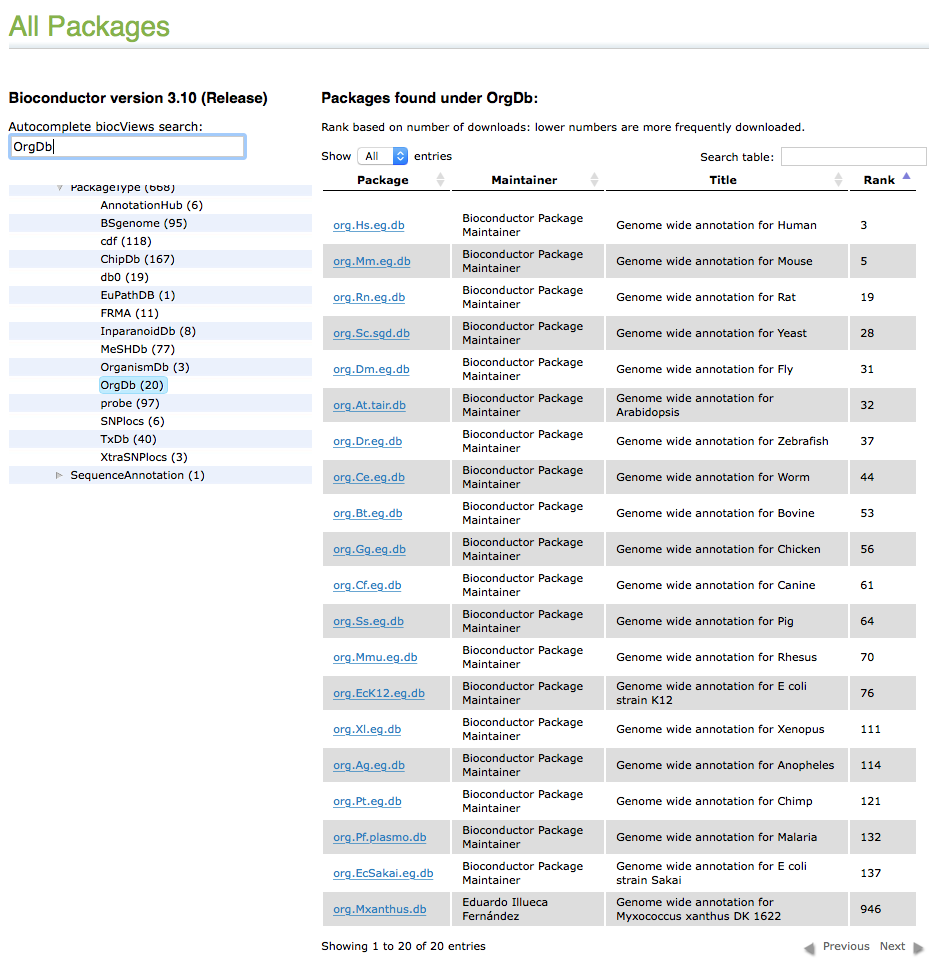 All Packages
Bioconductor version 3.10 (Release)
Autocomplete biocViews search:
OrgDb
PackageType (668)
AnnotationHub (6)
BSgenome (95)
cdf (118)
ChipDb (167)
db0 (19)
EuPathDB (1)
FRMA (11)
InparanoidDb (8)
MeSHDb (77)
OrganismDb (3)
OrgDb (20)
probe (97)
SNPlocs (6)
TxDb (40)
XtraSNPlocs (3)
SequenceAnnotation (1)
Packages found under OrgDb:
Rank based on number of downloads: lower numbers are more frequently downloaded.
Show All entries
Search table:
Package Maintainer Title Rank
org.Hs.eg.db Bioconductor Package Maintainer Genome wide annotation for Human 3
org.Mm.eg.db Bioconductor Package Maintainer Genome wide annotation for Mouse 5
org.Rn.eg.db Bioconductor Package Maintainer Genome wide annotation for Rat 19
org.Sc.sgd.db Bioconductor Package Maintainer Genome wide annotation for Yeast 28
org.Dm.eg.db Bioconductor Package Maintainer Genome wide annotation for Fly 31
org.At.tair.db Bioconductor Package Maintainer Genome wide annotation for Arabidopsis 32
org.Dr.eg.db Bioconductor Package Maintainer Genome wide annotation for Zebrafish 37
org.Ce.eg.db Bioconductor Package Maintainer Genome wide annotation for Worm 44
org.Bt.eg.db Bioconductor Package Maintainer Genome wide annotation for Bovine 53
org.Gg.eg.db Bioconductor Package Maintainer Genome wide annotation for Chicken 56
org.Cf.eg.db Bioconductor Package Maintainer Genome wide annotation for Canine 61
org.Ss.eg.db Bioconductor Package Maintainer Genome wide annotation for Pig 64
org.Mmu.eg.db Bioconductor Package Maintainer Genome wide annotation for Rhesus 70
org.EcK12.eg.db Bioconductor Package Maintainer Genome wide annotation for E coli strain K12 76
org.Xl.eg.db Bioconductor Package Maintainer Genome wide annotation for Xenopus 111
org.Ag.eg.db Bioconductor Package Maintainer Genome wide annotation for Anopheles 114
org.Pt.eg.db Bioconductor Package Maintainer Genome wide annotation for Chimp 121
org.Pf.plasmo.db Bioconductor Package Maintainer Genome wide annotation for Malaria 132
org.EcSakai.eg.db Bioconductor Package Maintainer Genome wide annotation for E coli strain Sakai 137
org.Mxanthus.db Eduardo Illueca Fernández Genome wide annotation for Myxococcus xanthus DK 1622 946
Showing 1 to 20 of 20 entries
Previous Next